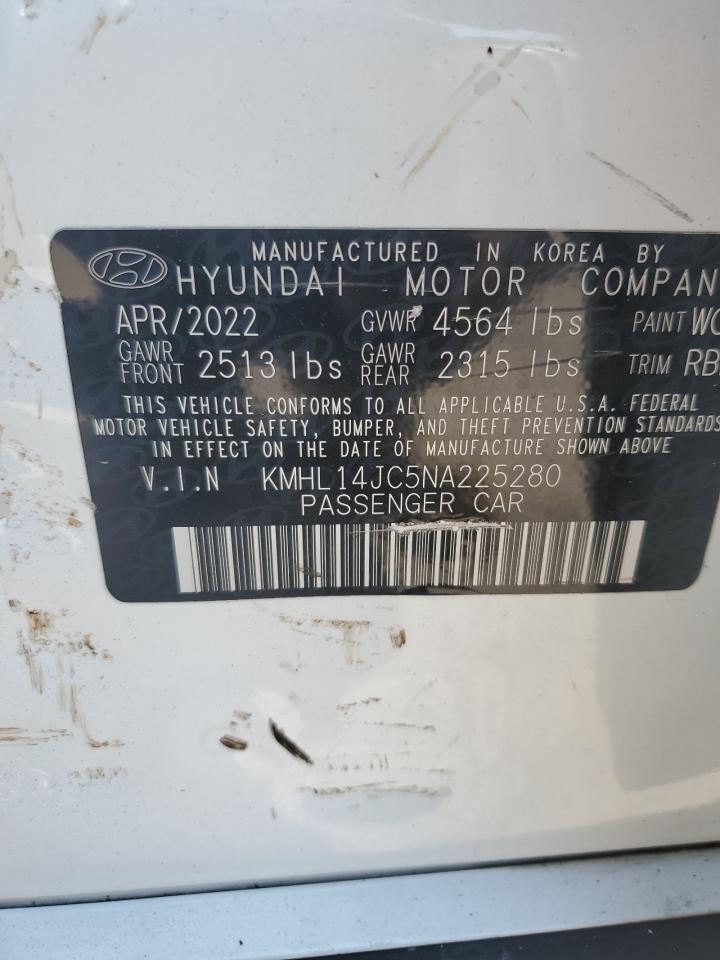 MANUFACTURED IN KOREA BY
HYUNDAI MOTOR COMPAN
APR/2022 GVWR 4564 lbs PAINT WC
GAWR FRONT 2513 lbs GAWR REAR 2315 lbs TRIM RB
THIS VEHICLE CONFORMS TO ALL APPLICABLE U.S.A. FEDERAL
MOTOR VEHICLE SAFETY, BUMPER, AND THEFT PREVENTION STANDARDS
IN EFFECT ON THE DATE OF MANUFACTURE SHOWN ABOVE
V.I.N KMHL14JC5NA225280
PASSENGER CAR